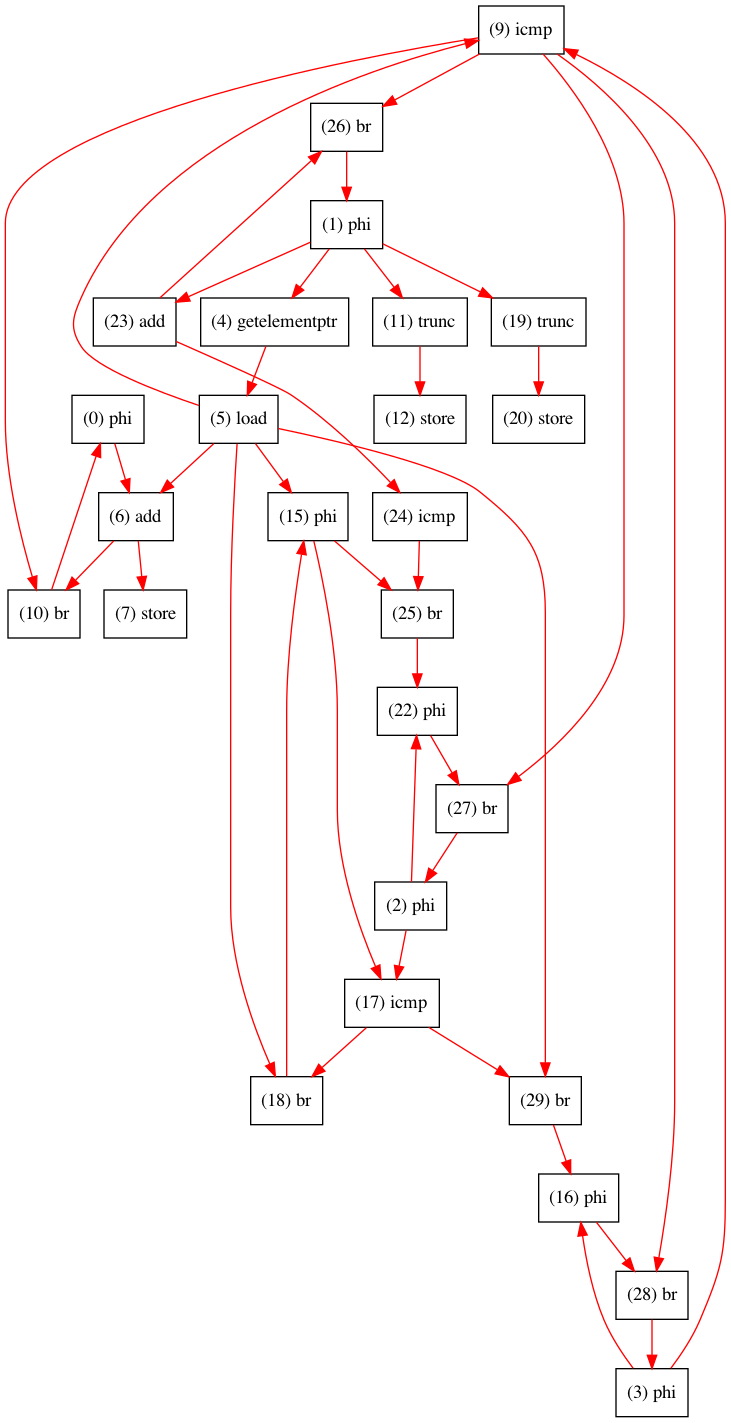 (9) icmp
(26) br
(1) phi
(23) add
(4) getelementptr
(11) trunc
(19) trunc
(0) phi
(5) load
(12) store
(20) store
(6) add
(15) phi
(24) icmp
(10) br
(7) store
(25) br
(22) phi
(27) br
(2) phi
(17) icmp
(18) br
(29) br
(16) phi
(28) br
(3) phi